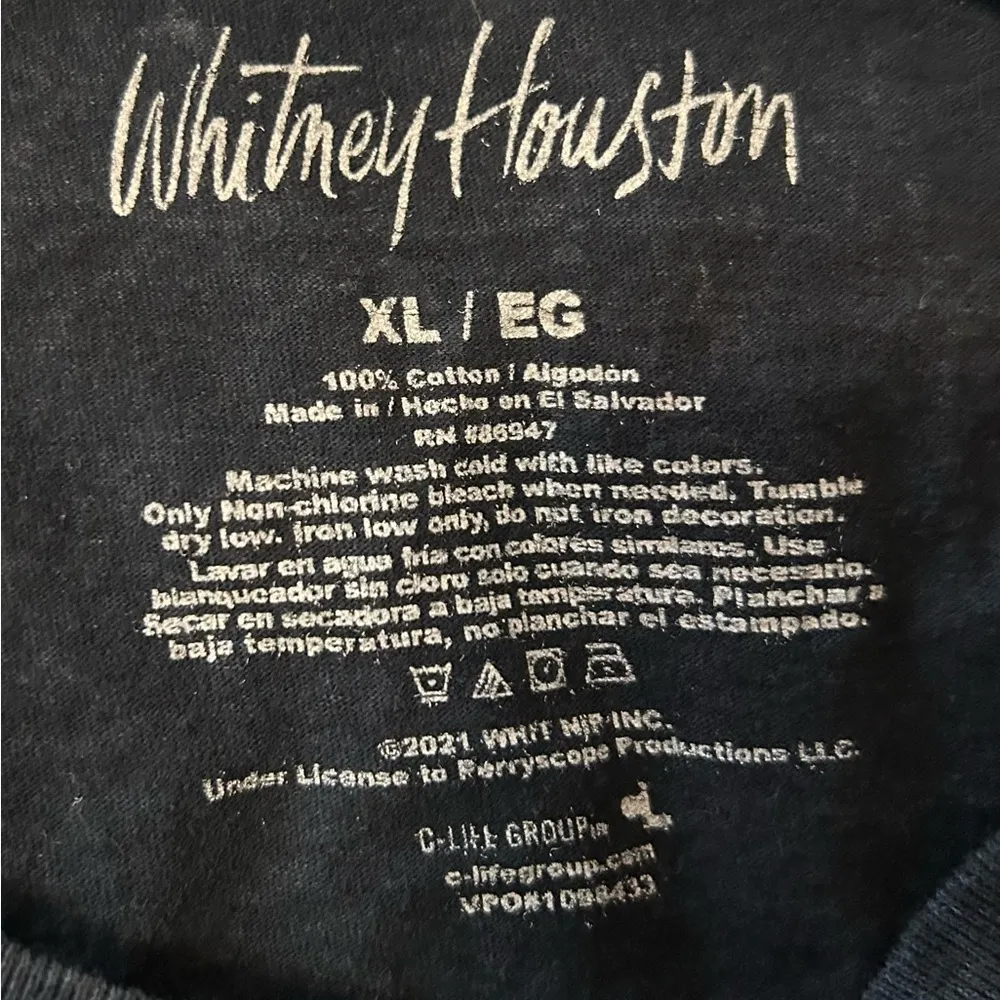 Whitney Houston
XL / EG
100% Cotton / Algodón
Made in / Hecho en El Salvador
RN #86947
Machine wash cold with like colors.
Only Non-chlorine bleach when needed. Tumble
dry low. Iron low only, do not iron decoration.
Lavar en agua fría con colores similares. Use
blanqueador sin cloro solo cuando sea necesario.
Secar en secadora a baja temperatura. Planchar a
baja temperatura, no planchar el estampado.
©2021 WHIT NIP INC.
Under License to Perryscope Productions LLC.
C-LIFE GROUP
c-lifegroup.com